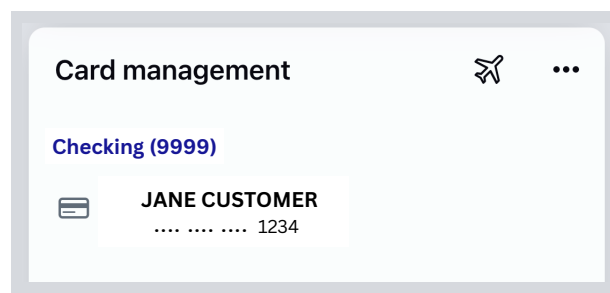 Card management
Checking (9999)
JANE CUSTOMER
.... .... .... 1234